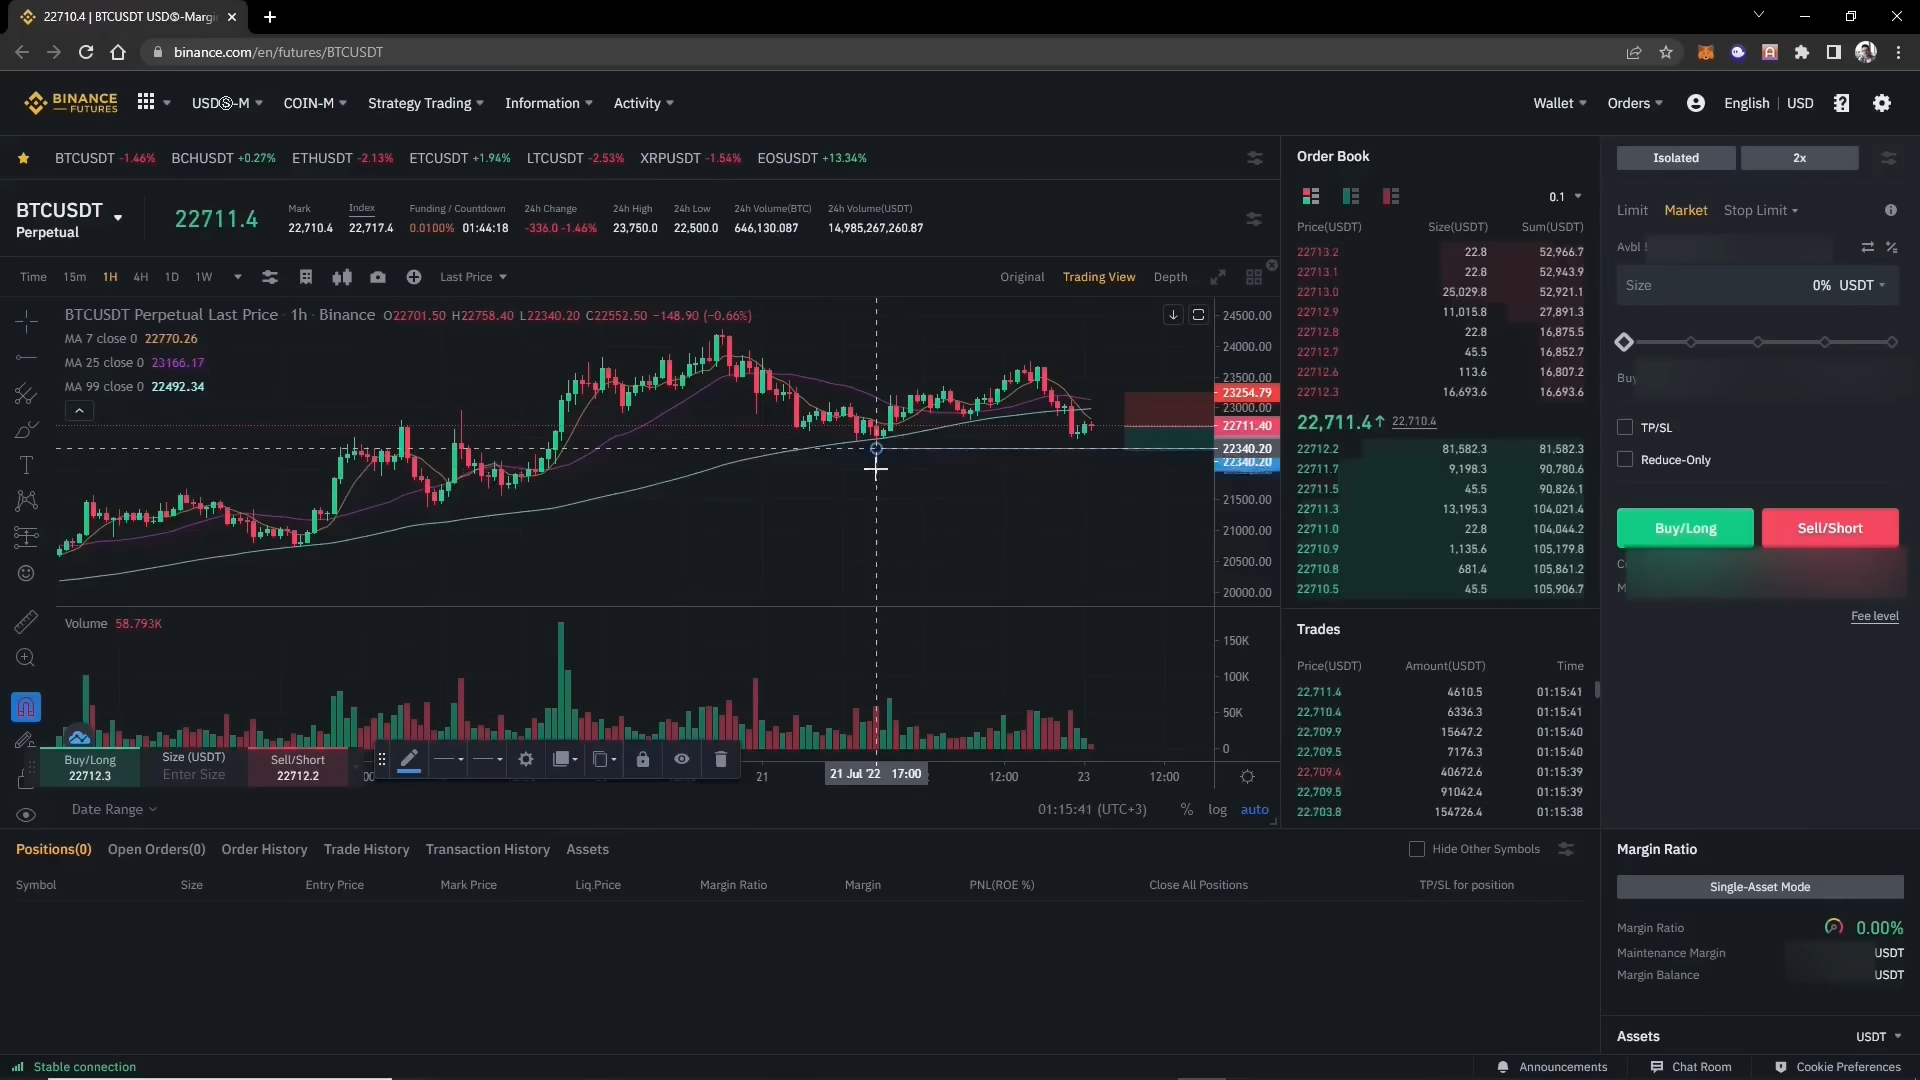 22710.4 | BTCUSDT USDⓈ-Margi
binance.com/en/futures/BTCUSDT
BINANCE
FUTURES
USDⓈ-M
COIN-M
Strategy Trading
Information
Activity
Wallet
Orders
English
USD
BTCUSDT -1.46%
BCHUSDT +0.27%
ETHUSDT -2.13%
ETCUSDT +1.94%
LTCUSDT -2.53%
XRPUSDT -1.54%
EOSUSDT +13.34%
BTCUSDT
Perpetual
22711.4
Mark
22,710.4
Index
22,717.4
Funding / Countdown
0.0100% 01:44:18
24h Change
-336.0 -1.46%
24h High
23,750.0
24h Low
22,500.0
24h Volume(BTC)
646,130.087
24h Volume(USDT)
14,985,267,260.87
Time 15m 1H 4H 1D 1W
Last Price
Original
Trading View
Depth
BTCUSDT Perpetual Last Price · 1h · Binance O22701.50 H22758.40 L22340.20 C22552.50 −148.90 (−0.66%)
MA 7 close 0 22770.26
MA 25 close 0 23166.17
MA 99 close 0 22492.34
24500.00
24000.00
23500.00
23254.79
23000.00
22711.40
22340.20
22340.20
21500.00
21000.00
20500.00
20000.00
Volume 58.793K
150K
100K
50K
0
Buy/Long
22712.3
Size (USDT)
Enter Size
Sell/Short
22712.2
21
21 Jul '22 17:00
12:00
23
12:00
Date Range
01:15:41 (UTC+3)
%
log
auto
Order Book
0.1
Price(USDT) Size(USDT) Sum(USDT)
22713.2 22.8 52,966.7
22713.1 22.8 52,943.9
22713.0 25,029.8 52,921.1
22712.9 11,015.8 27,891.3
22712.8 22.8 16,875.5
22712.7 45.5 16,852.7
22712.6 113.6 16,807.2
22712.3 16,693.6 16,693.6
22,711.4↑ 22,710.4
22712.2 81,582.3 81,582.3
22711.7 9,198.3 90,780.6
22711.5 45.5 90,826.1
22711.3 13,195.3 104,021.4
22711.0 22.8 104,044.2
22710.9 1,135.6 105,179.8
22710.8 681.4 105,861.2
22710.5 45.5 105,906.7
Trades
Price(USDT) Amount(USDT) Time
22,711.4 4610.5 01:15:41
22,710.4 6336.3 01:15:41
22,709.9 15647.2 01:15:40
22,709.5 7176.3 01:15:40
22,709.4 40672.6 01:15:39
22,709.5 91042.4 01:15:39
22,703.8 154726.4 01:15:38
Isolated
2x
Limit
Market
Stop Limit
Avbl
Size
0% USDT
Buy
TP/SL
Reduce-Only
Buy/Long
Sell/Short
M
Fee level
Positions(0)
Open Orders(0)
Order History
Trade History
Transaction History
Assets
Hide Other Symbols
Symbol
Size
Entry Price
Mark Price
Liq.Price
Margin Ratio
Margin
PNL(ROE %)
Close All Positions
TP/SL for position
Margin Ratio
Single-Asset Mode
Margin Ratio 0.00%
Maintenance Margin USDT
Margin Balance USDT
Assets
USDT
Stable connection
Announcements
Chat Room
Cookie Preferences